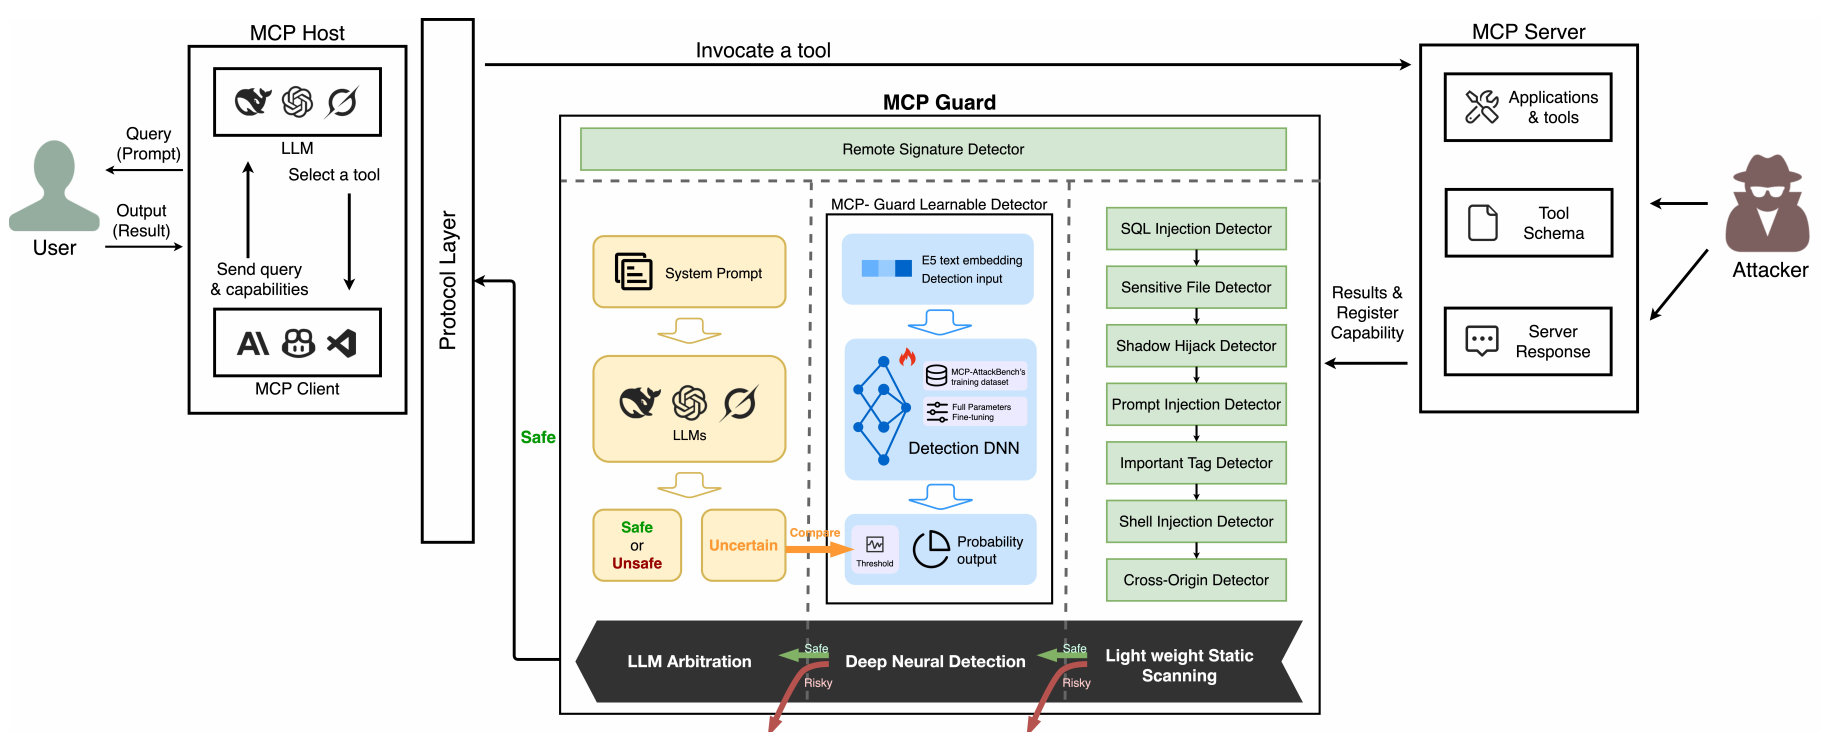 MCP Host
LLM
Select a tool
Send query
& capabilities
MCP Client
Query
(Prompt)
Output
(Result)
User
Protocol Layer
Invocate a tool
MCP Guard
Remote Signature Detector
System Prompt
LLMs
Safe
or
Unsafe
Uncertain
Compare
MCP- Guard Learnable Detector
E5 text embedding
Detection input
MCP-AttackBench's
training dataset
Full Parameters
Fine-tuning
Detection DNN
Threshold
Probability
output
SQL Injection Detector
Sensitive File Detector
Shadow Hijack Detector
Prompt Injection Detector
Important Tag Detector
Shell Injection Detector
Cross-Origin Detector
Safe
LLM Arbitration
Safe
Risky
Deep Neural Detection
Safe
Risky
Light weight Static
Scanning
Results &
Register
Capability
MCP Server
Applications
& tools
Tool
Schema
Server
Response
Attacker